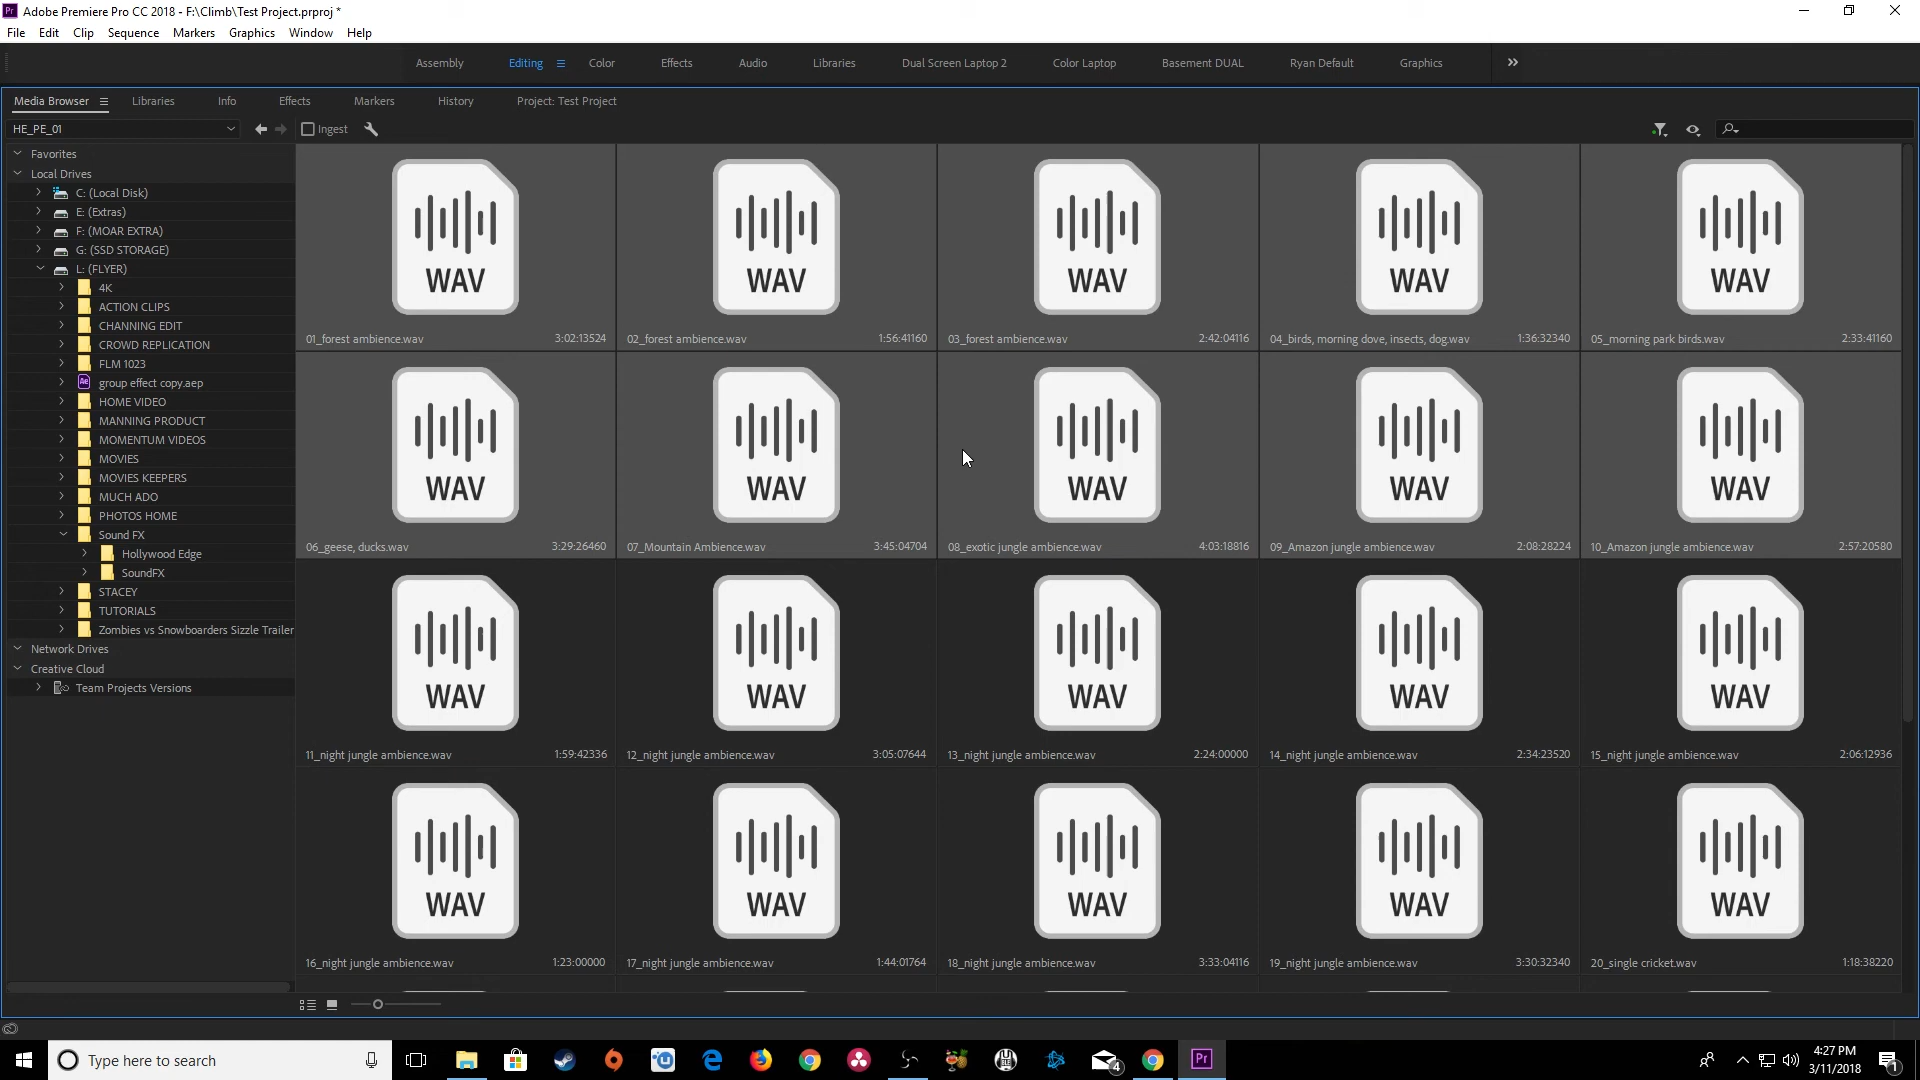 Pr Adobe Premiere Pro CC 2018 - F:\Climb\Test Project.prproj *
File Edit Clip Sequence Markers Graphics Window Help
Assembly Editing Color Effects Audio Libraries Dual Screen Laptop 2 Color Laptop Basement DUAL Ryan Default Graphics
Media Browser Libraries Info Effects Markers History Project: Test Project
HE_PE_01 Ingest
Favorites
Local Drives
C: (Local Disk)
E: (Extras)
F: (MOAR EXTRA)
G: (SSD STORAGE)
L: (FLYER)
4K
ACTION CLIPS
CHANNING EDIT
CROWD REPLICATION
FLM 1023
Ae group effect copy.aep
HOME VIDEO
MANNING PRODUCT
MOMENTUM VIDEOS
MOVIES
MOVIES KEEPERS
MUCH ADO
PHOTOS HOME
Sound FX
Hollywood Edge
SoundFX
STACEY
TUTORIALS
Zombies vs Snowboarders Sizzle Trailer
Network Drives
Creative Cloud
Team Projects Versions
WAV WAV WAV WAV WAV
01_forest ambience.wav 3:02:13524 02_forest ambience.wav 1:56:41160 03_forest ambience.wav 2:42:04116 04_birds, morning dove, insects, dog.wav 1:36:32340 05_morning park birds.wav 2:33:41160
WAV WAV WAV WAV WAV
06_geese, ducks.wav 3:29:26460 07_Mountain Ambience.wav 3:45:04704 08_exotic jungle ambience.wav 4:03:18816 09_Amazon jungle ambience.wav 2:08:28224 10_Amazon jungle ambience.wav 2:57:20580
WAV WAV WAV WAV WAV
11_night jungle ambience.wav 1:59:42336 12_night jungle ambience.wav 3:05:07644 13_night jungle ambience.wav 2:24:00000 14_night jungle ambience.wav 2:34:23520 15_night jungle ambience.wav 2:06:12936
WAV WAV WAV WAV WAV
16_night jungle ambience.wav 1:23:00000 17_night jungle ambience.wav 1:44:01764 18_night jungle ambience.wav 3:33:04116 19_night jungle ambience.wav 3:30:32340 20_single cricket.wav 1:18:38220
Type here to search 4 Pr 4:27 PM 1
3/11/2018